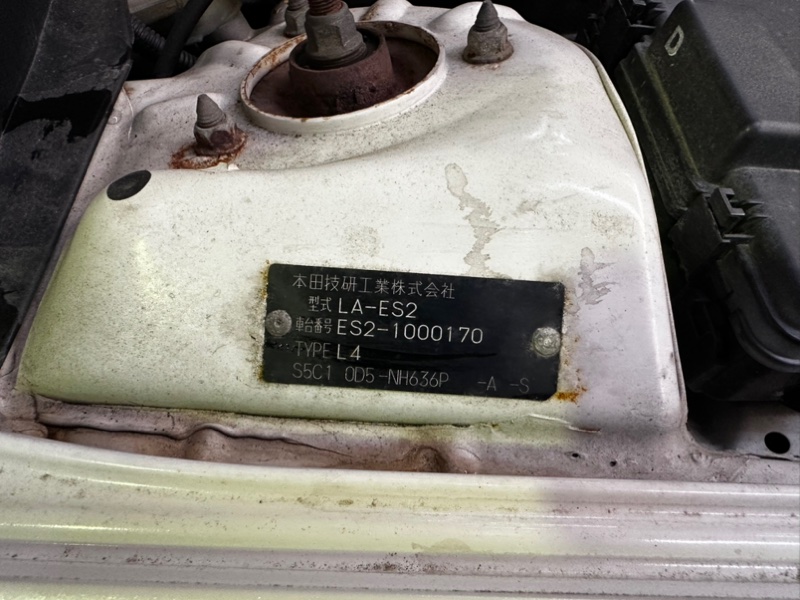 本田技研工業株式会社
型式 LA-ES2
車台番号 ES2-1000170
TYPE L4
S5C1 0D5-NH636P -A -S